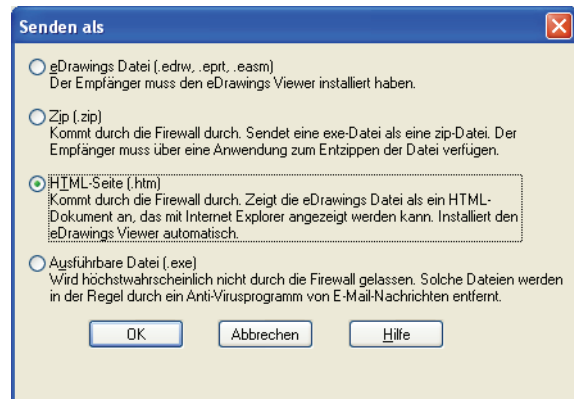 Senden als
eDrawings Datei (.edrw, .eprt, .easm)
Der Empfänger muss den eDrawings Viewer installiert haben.
Zip (.zip)
Kommt durch die Firewall durch. Sendet eine exe-Datei als eine zip-Datei. Der
Empfänger muss über eine Anwendung zum Entzippen der Datei verfügen.
HTML-Seite (.htm)
Kommt durch die Firewall durch. Zeigt die eDrawings Datei als ein HTML-
Dokument an, das mit Internet Explorer angezeigt werden kann. Installiert den
eDrawings Viewer automatisch.
Ausführbare Datei (.exe)
Wird höchstwahrscheinlich nicht durch die Firewall gelassen. Solche Dateien werden
in der Regel durch ein Anti-Virusprogramm von E-Mail-Nachrichten entfernt.
OK Abbrechen Hilfe